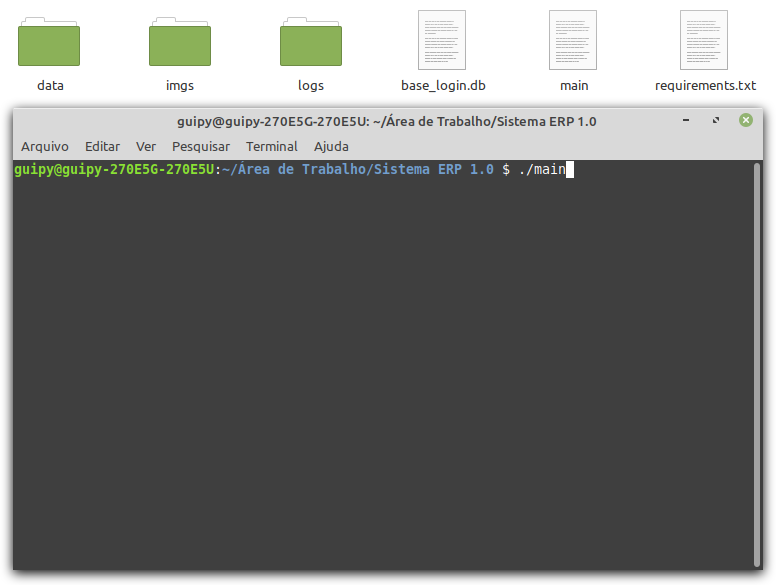 data imgs logs base_login.db main requirements.txt
guipy@guipy-270E5G-270E5U: ~/Área de Trabalho/Sistema ERP 1.0
Arquivo Editar Ver Pesquisar Terminal Ajuda
guipy@guipy-270E5G-270E5U:~/Área de Trabalho/Sistema ERP 1.0 $ ./main